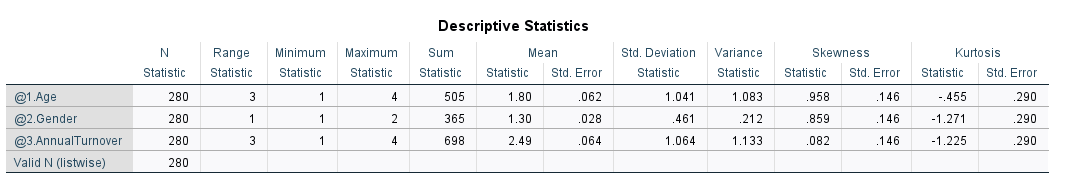 Descriptive Statistics
N Range Minimum Maximum Sum Mean Std. Deviation Variance Skewness Kurtosis
Statistic Statistic Statistic Statistic Statistic Statistic Std. Error Statistic Statistic Statistic Std. Error Statistic Std. Error
@1.Age 280 3 1 4 505 1.80 .062 1.041 1.083 .958 .146 -.455 .290
@2.Gender 280 1 1 2 365 1.30 .028 .461 .212 .859 .146 -1.271 .290
@3.AnnualTurnover 280 3 1 4 698 2.49 .064 1.064 1.133 .082 .146 -1.225 .290
Valid N (listwise) 280